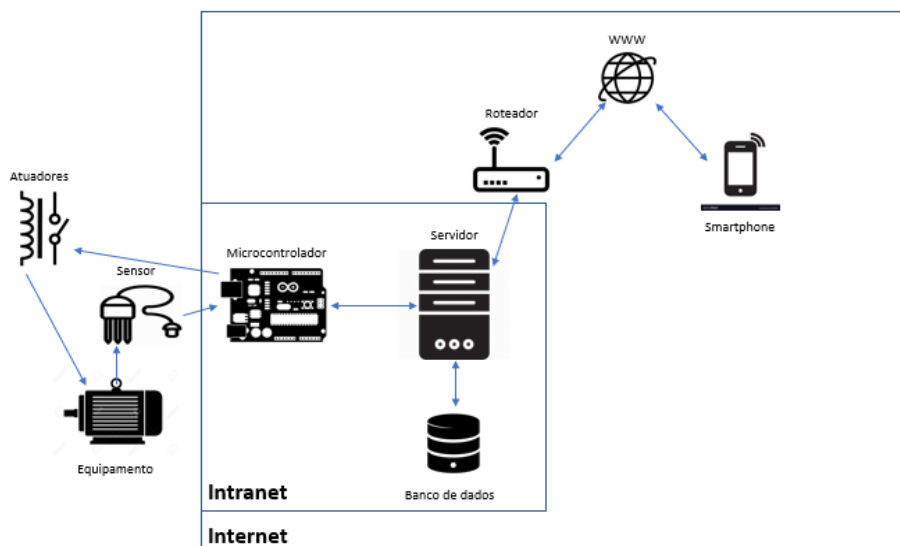 WWW
Roteador
Atuadores
Smartphone
Servidor
Microcontrolador
Sensor
Equipamento
Banco de dados
Intranet
Internet